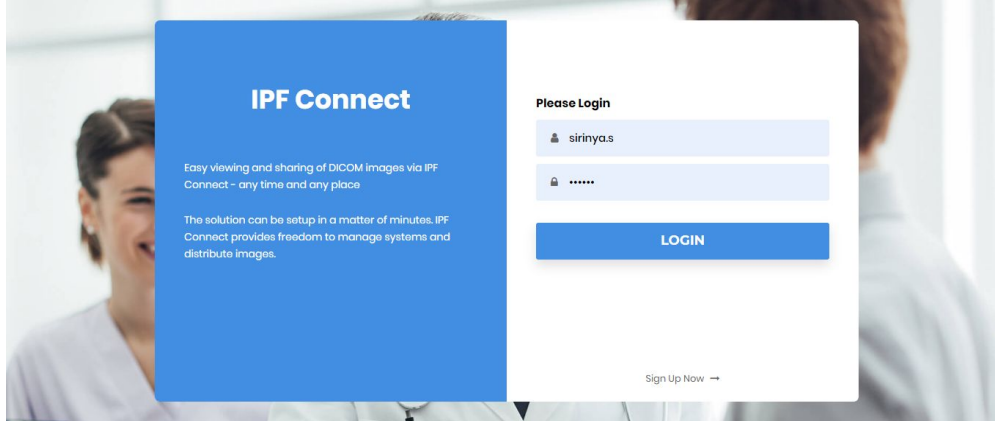 IPF Connect
Easy viewing and sharing of DICOM images via IPF
Connect - any time and any place
The solution can be setup in a matter of minutes. IPF
Connect provides freedom to manage systems and
distribute images.
Please Login
sirinya.s
••••••
LOGIN
Sign Up Now →